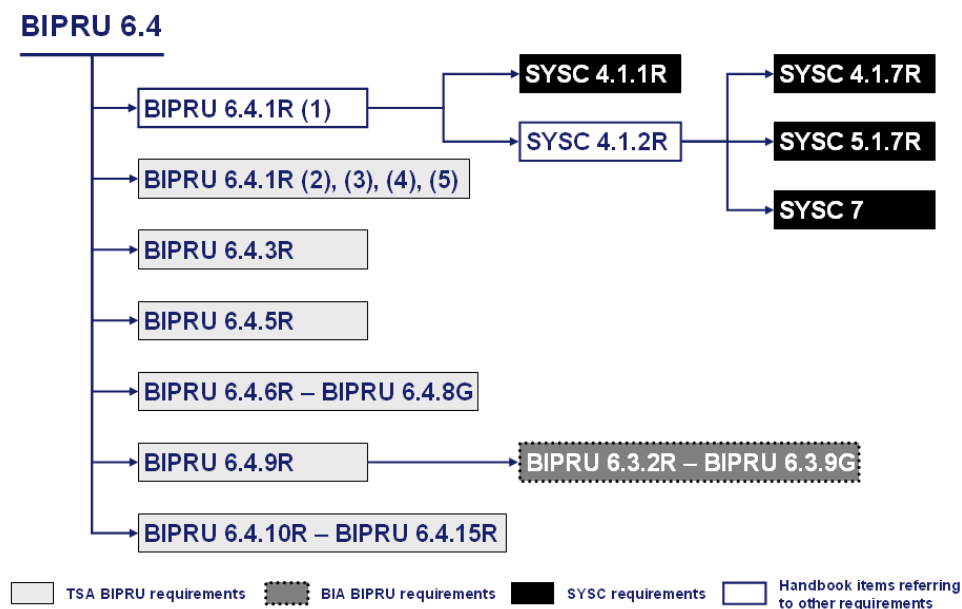 BIPRU 6.4
BIPRU 6.4.1R (1)
SYSC 4.1.1R
SYSC 4.1.2R
SYSC 4.1.7R
SYSC 5.1.7R
SYSC 7
BIPRU 6.4.1R (2), (3), (4), (5)
BIPRU 6.4.3R
BIPRU 6.4.5R
BIPRU 6.4.6R – BIPRU 6.4.8G
BIPRU 6.4.9R
BIPRU 6.3.2R – BIPRU 6.3.9G
BIPRU 6.4.10R – BIPRU 6.4.15R
TSA BIPRU requirements
BIA BIPRU requirements
SYSC requirements
Handbook items referring
to other requirements